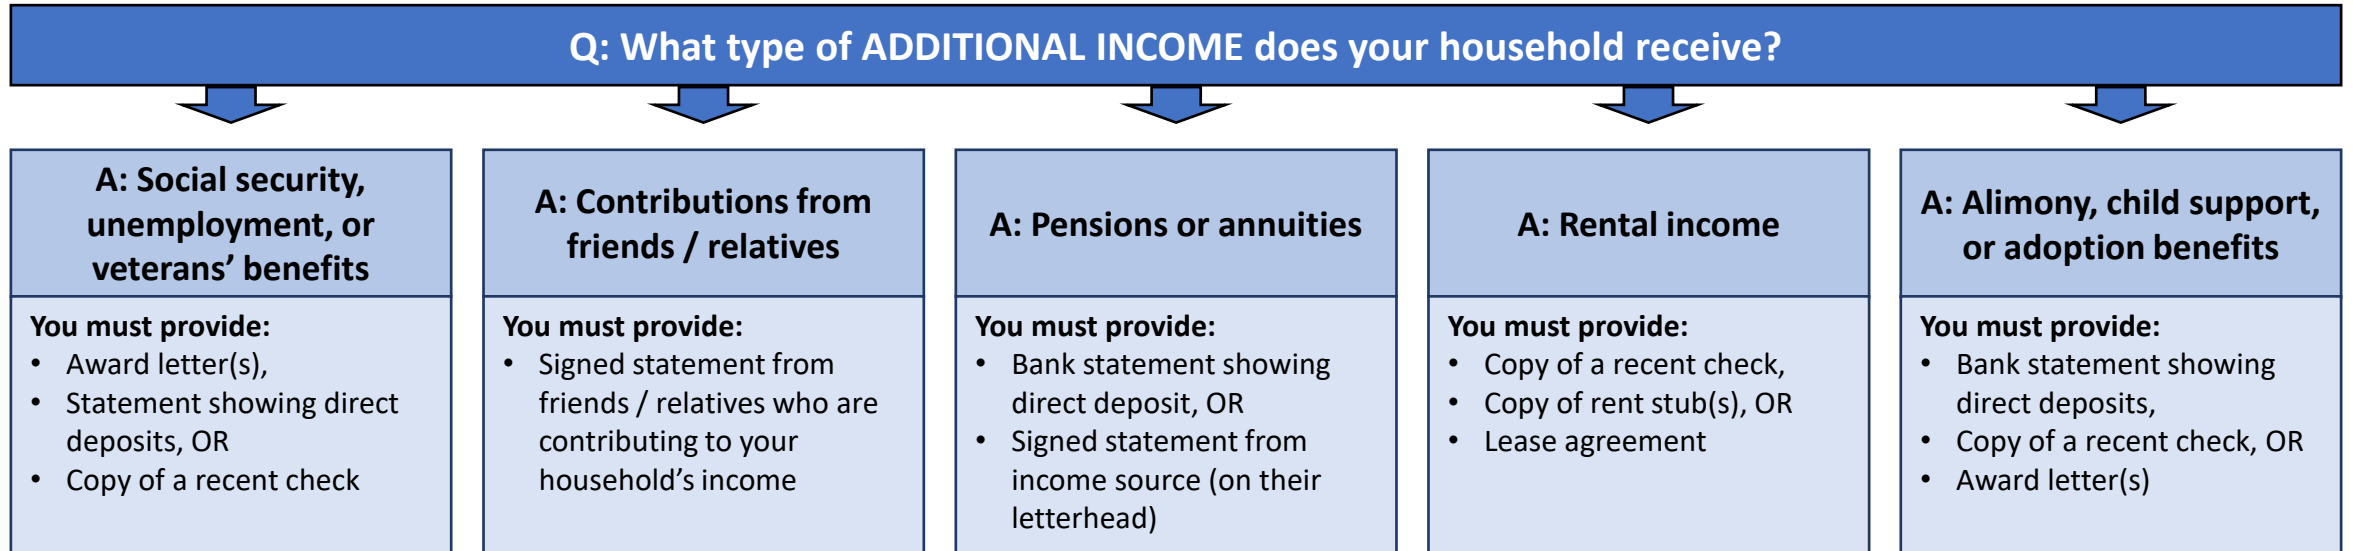 Q: What type of ADDITIONAL INCOME does your household receive?
A: Social security,
unemployment, or
veterans’ benefits
You must provide:
• Award letter(s),
• Statement showing direct
deposits, OR
• Copy of a recent check
A: Contributions from
friends / relatives
You must provide:
• Signed statement from
friends / relatives who are
contributing to your
household’s income
A: Pensions or annuities
You must provide:
• Bank statement showing
direct deposit, OR
• Signed statement from
income source (on their
letterhead)
A: Rental income
You must provide:
• Copy of a recent check,
• Copy of rent stub(s), OR
• Lease agreement
A: Alimony, child support,
or adoption benefits
You must provide:
• Bank statement showing
direct deposits,
• Copy of a recent check, OR
• Award letter(s)